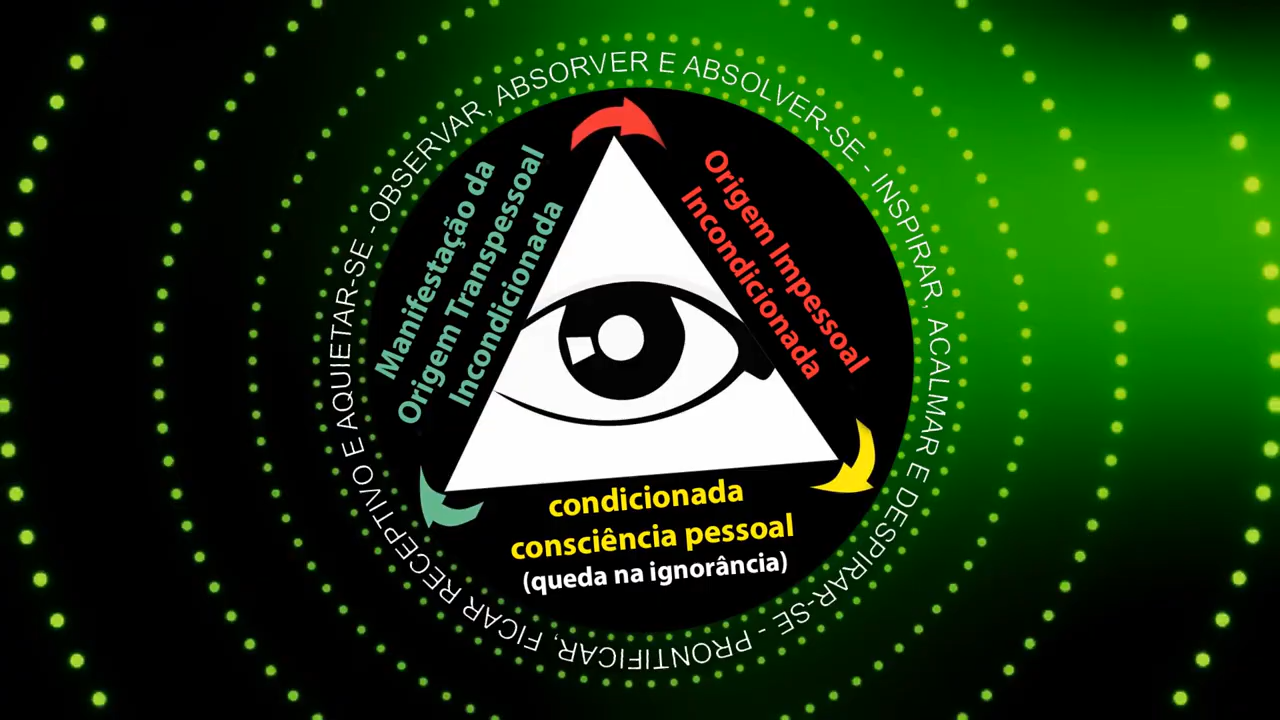 OBSERVAR, ABSORVER E ABSOLVER-SE - INSPIRAR, ACALMAR E DESPIRAR-SE - PRONTIFICAR, FICAR RECEPTIVO E AQUIETAR-SE -
Manifestação da
Origem Transpessoal
Incondicionada
Origem Impessoal
Incondicionada
condicionada
consciência pessoal
(queda na ignorância)